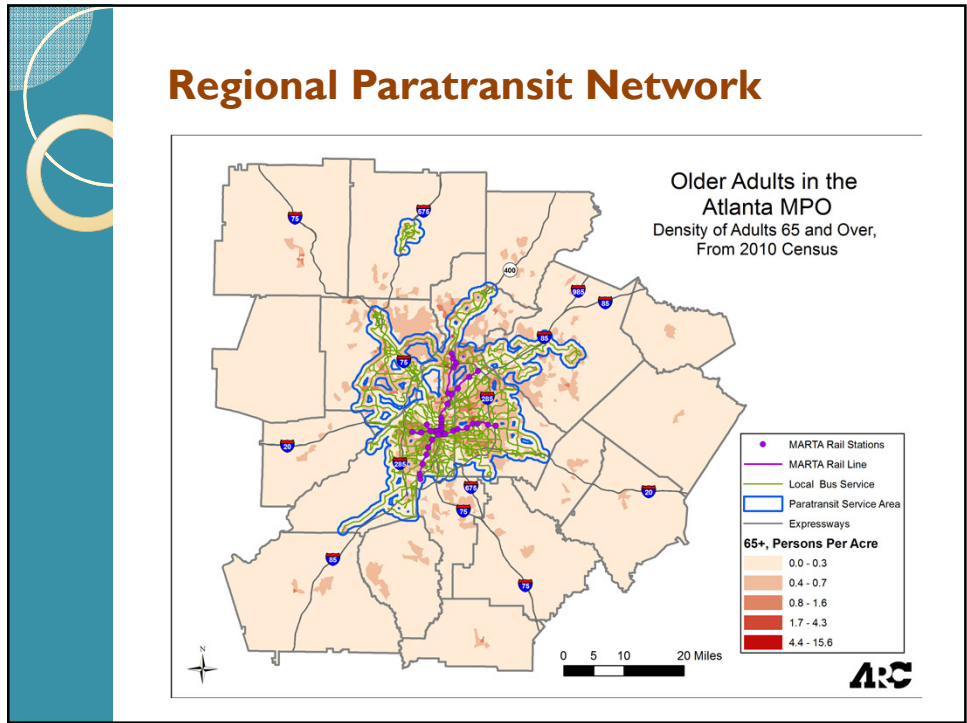 Regional Paratransit Network
Older Adults in the
Atlanta MPO
Density of Adults 65 and Over,
From 2010 Census
75
575
400
985
85
85
75
285
20
285
675
75
20
85
75
MARTA Rail Stations
MARTA Rail Line
Local Bus Service
Paratransit Service Area
Expressways
65+, Persons Per Acre
0.0 - 0.3
0.4 - 0.7
0.8 - 1.6
1.7 - 4.3
4.4 - 15.6
N
0 5 10 20 Miles
ARC